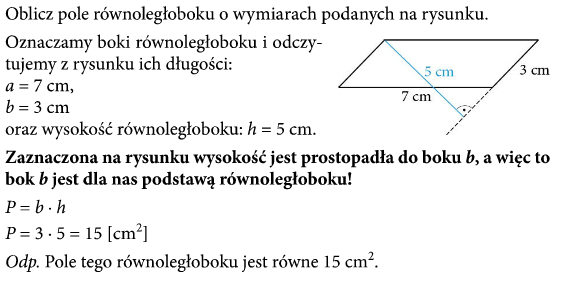 Oblicz pole równoległoboku o wymiarach podanych na rysunku.
Oznaczamy boki równoległoboku i odczy-
tujemy z rysunku ich długości:
a = 7 cm,
b = 3 cm
oraz wysokość równoległoboku: h = 5 cm.
5 cm
3 cm
7 cm
Zaznaczona na rysunku wysokość jest prostopadła do boku b, a więc to
bok b jest dla nas podstawą równoległoboku!
P = b · h
P = 3 · 5 = 15 [cm²]
Odp. Pole tego równoległoboku jest równe 15 cm².